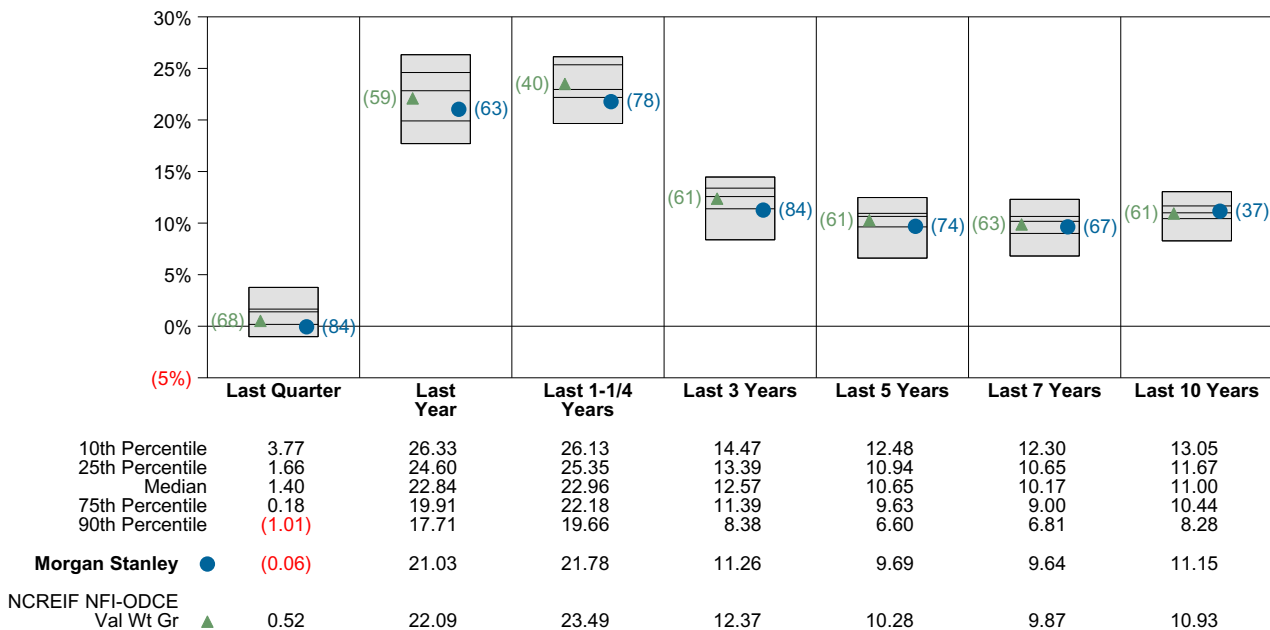 30%
25%
20%
15%
10%
5%
0%
(5%)
(68) (84)
(59) (63)
(40) (78)
(61) (84)
(61) (74)
(63) (67)
(61) (37)
Last Quarter Last Year Last 1-1/4 Years Last 3 Years Last 5 Years Last 7 Years Last 10 Years
10th Percentile 3.77 26.33 26.13 14.47 12.48 12.30 13.05
25th Percentile 1.66 24.60 25.35 13.39 10.94 10.65 11.67
Median 1.40 22.84 22.96 12.57 10.65 10.17 11.00
75th Percentile 0.18 19.91 22.18 11.39 9.63 9.00 10.44
90th Percentile (1.01) 17.71 19.66 8.38 6.60 6.81 8.28
Morgan Stanley (0.06) 21.03 21.78 11.26 9.69 9.64 11.15
NCREIF NFI-ODCE
Val Wt Gr 0.52 22.09 23.49 12.37 10.28 9.87 10.93